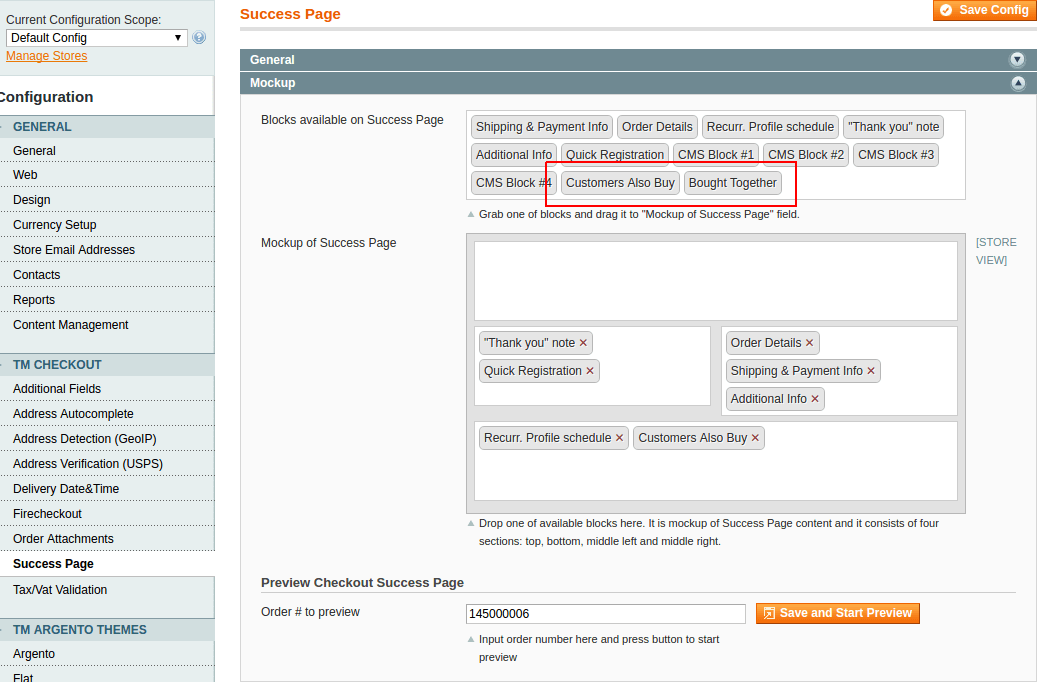 Current Configuration Scope:
Default Config
Manage Stores
Configuration
GENERAL
General
Web
Design
Currency Setup
Store Email Addresses
Contacts
Reports
Content Management
TM CHECKOUT
Additional Fields
Address Autocomplete
Address Detection (GeoIP)
Address Verification (USPS)
Delivery Date&Time
Firecheckout
Order Attachments
Success Page
Tax/Vat Validation
TM ARGENTO THEMES
Argento
Flat
Success Page
Save Config
General
Mockup
Blocks available on Success Page
Shipping & Payment Info Order Details Recurr. Profile schedule "Thank you" note
Additional Info Quick Registration CMS Block #1 CMS Block #2 CMS Block #3
CMS Block #4 Customers Also Buy Bought Together
Grab one of blocks and drag it to "Mockup of Success Page" field.
Mockup of Success Page
[STORE
VIEW]
"Thank you" note ×
Quick Registration ×
Order Details ×
Shipping & Payment Info ×
Additional Info ×
Recurr. Profile schedule × Customers Also Buy ×
Drop one of available blocks here. It is mockup of Success Page content and it consists of four
sections: top, bottom, middle left and middle right.
Preview Checkout Success Page
Order # to preview
145000006
Save and Start Preview
Input order number here and press button to start
preview